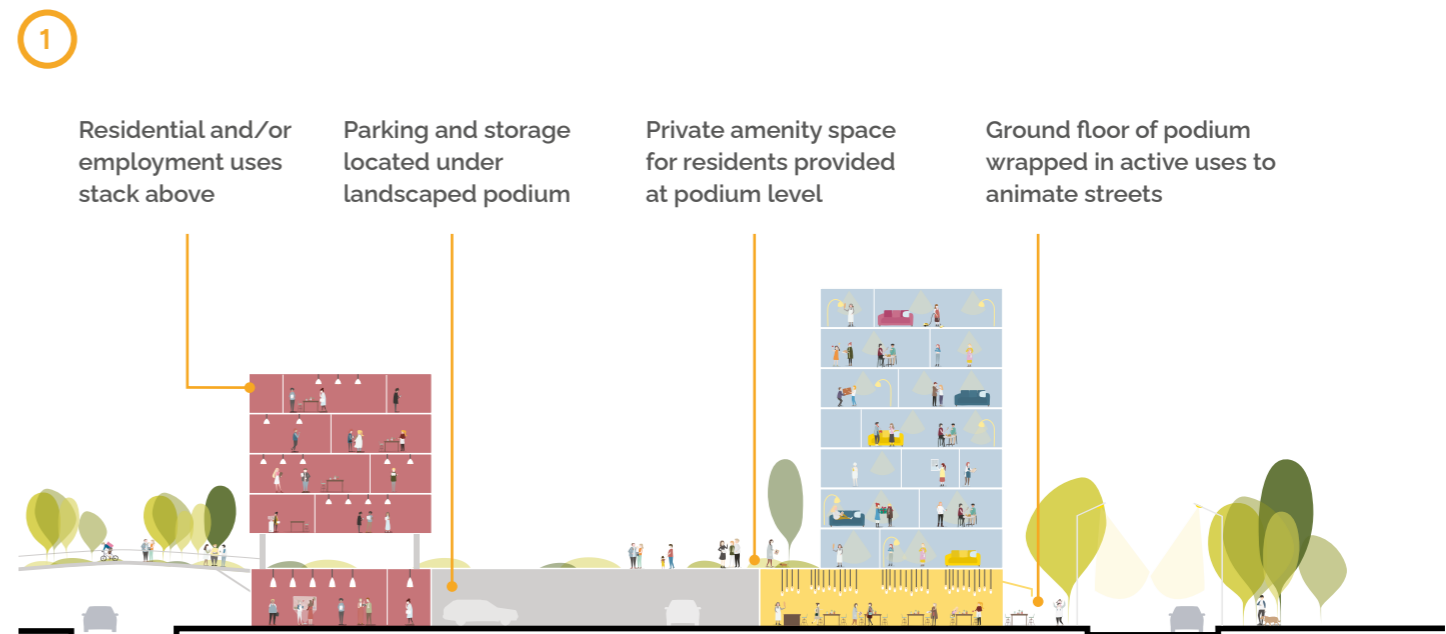 1
Residential and/or
employment uses
stack above
Parking and storage
located under
landscaped podium
Private amenity space
for residents provided
at podium level
Ground floor of podium
wrapped in active uses to
animate streets